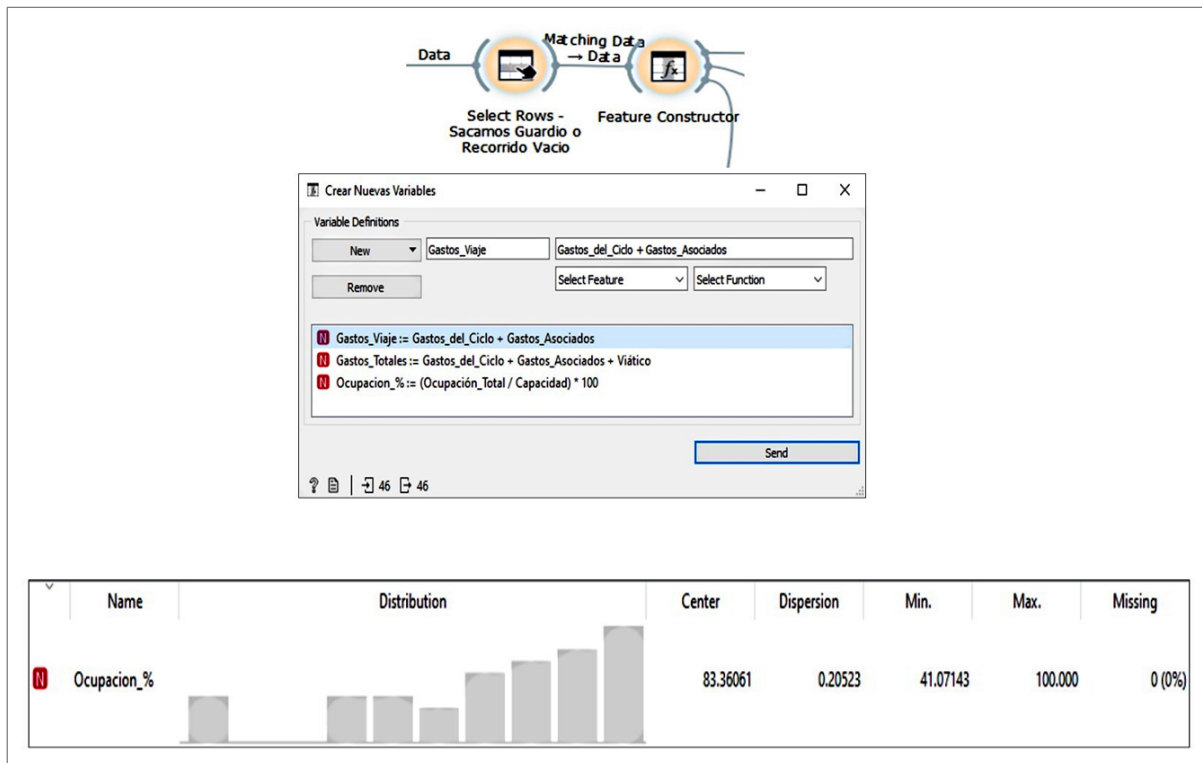 Data
Matching Data
→ Data
Select Rows -
Sacamos Guardio o
Recorrido Vacio
Feature Constructor
Crear Nuevas Variables
Variable Definitions
New
Gastos_Viaje
Gastos_del_Ciclo + Gastos_Asociados
Remove
Select Feature
Select Function
N Gastos_Viaje := Gastos_del_Ciclo + Gastos_Asociados
N Gastos_Totales := Gastos_del_Ciclo + Gastos_Asociados + Viático
N Ocupacion_% := (Ocupación_Total / Capacidad) * 100
Send
? 46 46
Name Distribution Center Dispersion Min. Max. Missing
N Ocupacion_% 83.36061 0.20523 41.07143 100.000 0 (0%)